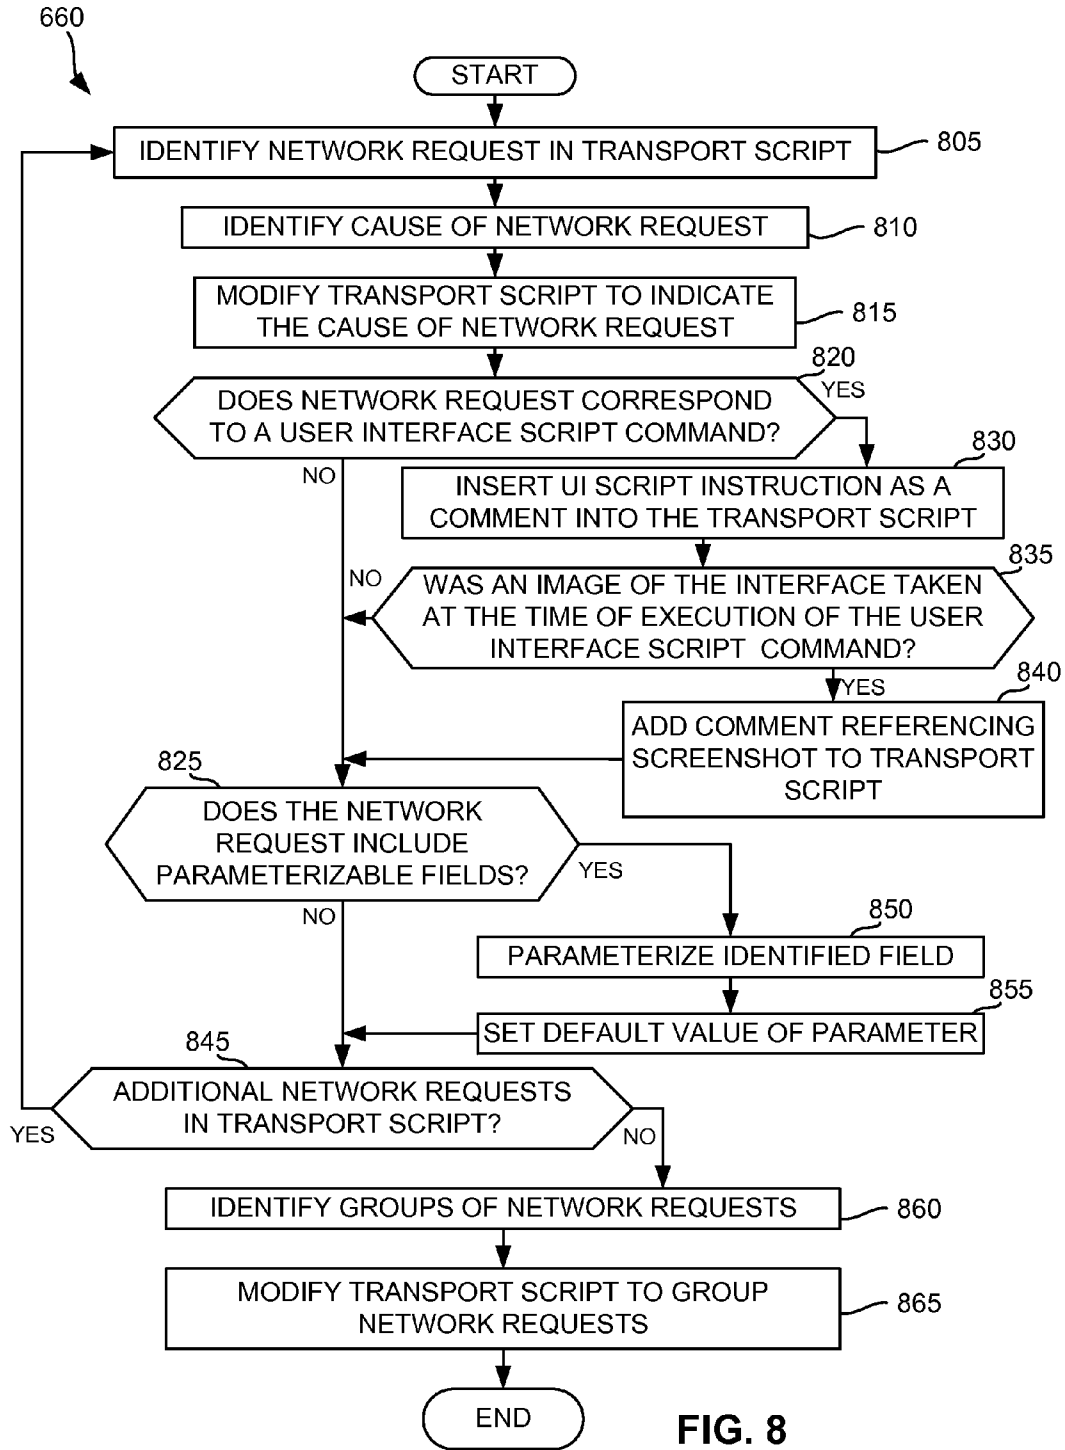 660
START
IDENTIFY NETWORK REQUEST IN TRANSPORT SCRIPT
805
IDENTIFY CAUSE OF NETWORK REQUEST
810
MODIFY TRANSPORT SCRIPT TO INDICATE
THE CAUSE OF NETWORK REQUEST
815
820
YES
DOES NETWORK REQUEST CORRESPOND
TO A USER INTERFACE SCRIPT COMMAND?
NO
830
INSERT UI SCRIPT INSTRUCTION AS A
COMMENT INTO THE TRANSPORT SCRIPT
835
NO
WAS AN IMAGE OF THE INTERFACE TAKEN
AT THE TIME OF EXECUTION OF THE USER
INTERFACE SCRIPT COMMAND?
YES
840
ADD COMMENT REFERENCING
SCREENSHOT TO TRANSPORT
SCRIPT
825
DOES THE NETWORK
REQUEST INCLUDE
PARAMETERIZABLE FIELDS?
YES
NO
850
PARAMETERIZE IDENTIFIED FIELD
855
SET DEFAULT VALUE OF PARAMETER
845
ADDITIONAL NETWORK REQUESTS
IN TRANSPORT SCRIPT?
YES
NO
IDENTIFY GROUPS OF NETWORK REQUESTS
860
MODIFY TRANSPORT SCRIPT TO GROUP
NETWORK REQUESTS
865
END
FIG. 8